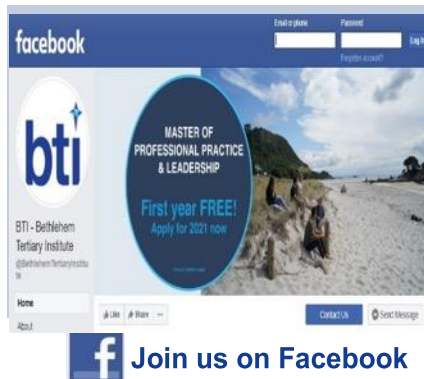 facebook
Email or phone
Password
Log In
Forgotten account?
bti
MASTER OF
PROFESSIONAL PRACTICE
& LEADERSHIP
First year FREE!
Apply for 2021 now
BTI - Bethlehem
Tertiary Institute
@BethlehemTertiaryInstitu
te
Home
About
Like
Share
Contact Us
Send Message
f
Join us on Facebook